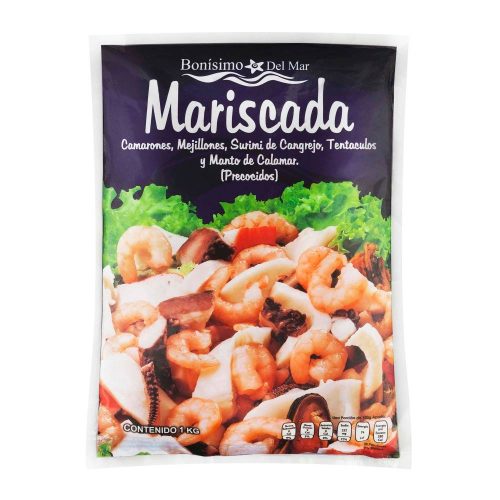 Bonísimo Del Mar
Mariscada
Camarones, Mejillones, Surimi de Cangrejo, Tentaculos
y Manto de Calamar.
(Precocidos)
CONTENIDO 1 KG